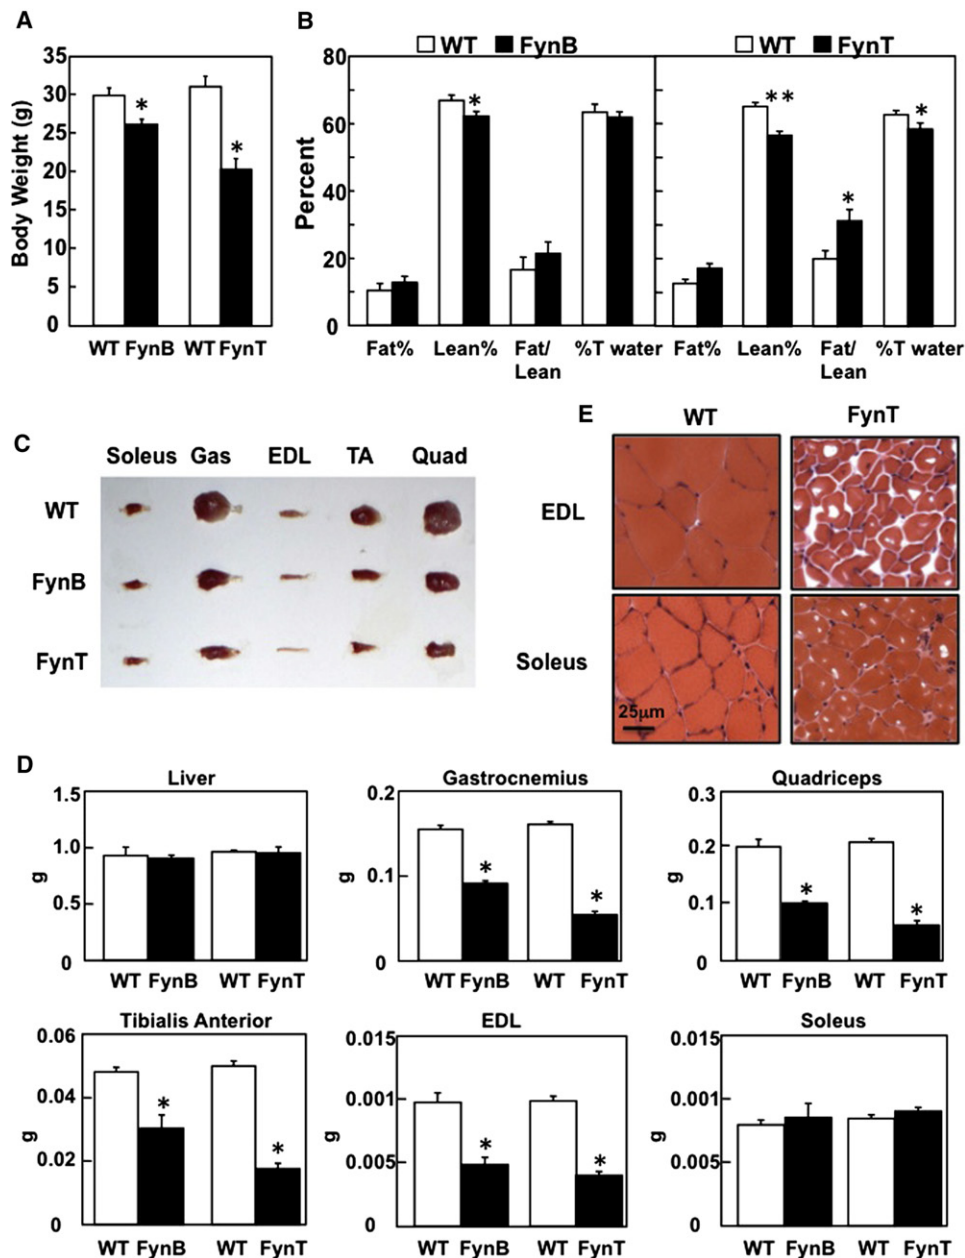 A
Body Weight (g)
35
30
25
20
15
10
5
0
*
*
WT FynB WT FynT
B
WT FynB
WT FynT
Percent
80
60
40
20
0
*
**
*
*
Fat% Lean% Fat/ Lean %T water Fat% Lean% Fat/ Lean %T water
C
Soleus Gas EDL TA Quad
WT
FynB
FynT
E
WT FynT
EDL
Soleus
25μm
D
Liver
g
1.5
1.0
0.5
0
WT FynB WT FynT
Gastrocnemius
g
0.2
0.1
0
*
*
WT FynB WT FynT
Quadriceps
g
0.3
0.2
0.1
0
*
*
WT FynB WT FynT
Tibialis Anterior
g
0.06
0.04
0.02
0
*
*
WT FynB WT FynT
EDL
g
0.015
0.001
0.005
0
*
*
WT FynB WT FynT
Soleus
g
0.015
0.001
0.005
0
WT FynB WT FynT